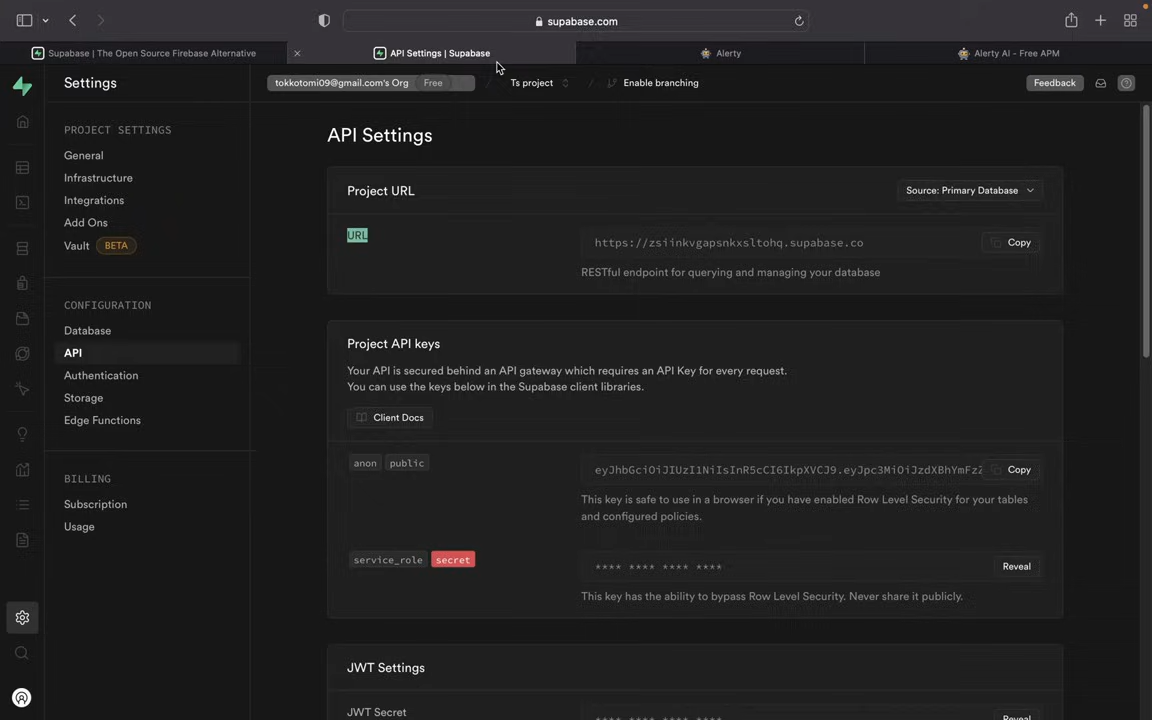 supabase.com
Supabase | The Open Source Firebase Alternative
API Settings | Supabase
Alerty
Alerty AI - Free APM
Settings
tokkotomi09@gmail.com's Org
Free
Ts project
Enable branching
Feedback
PROJECT SETTINGS
General
Infrastructure
Integrations
Add Ons
Vault BETA
CONFIGURATION
Database
API
Authentication
Storage
Edge Functions
BILLING
Subscription
Usage
API Settings
Project URL
Source: Primary Database
URL
https://zsiinkvgapsnkxsltohq.supabase.co
Copy
RESTful endpoint for querying and managing your database
Project API keys
Your API is secured behind an API gateway which requires an API Key for every request.
You can use the keys below in the Supabase client libraries.
Client Docs
anon public
eyJhbGciOiJIUzI1NiIsInR5cCI6IkpXVCJ9.eyJpc3MiOiJzdXBhYmFzZ
Copy
This key is safe to use in a browser if you have enabled Row Level Security for your tables
and configured policies.
service_role secret
**** **** **** ****
Reveal
This key has the ability to bypass Row Level Security. Never share it publicly.
JWT Settings
JWT Secret
**** **** **** ****
Reveal